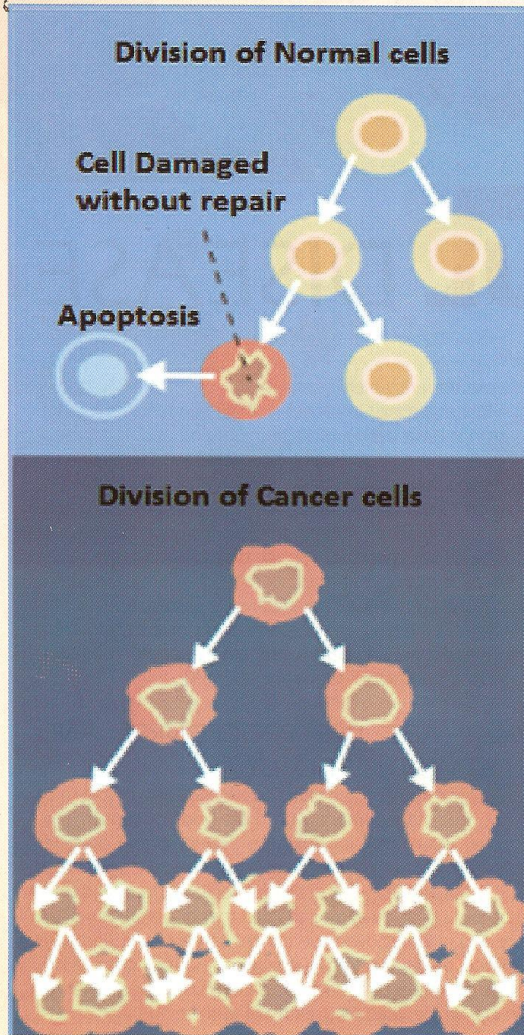 Division of Normal cells
Cell Damaged
without repair
Apoptosis
Division of Cancer cells